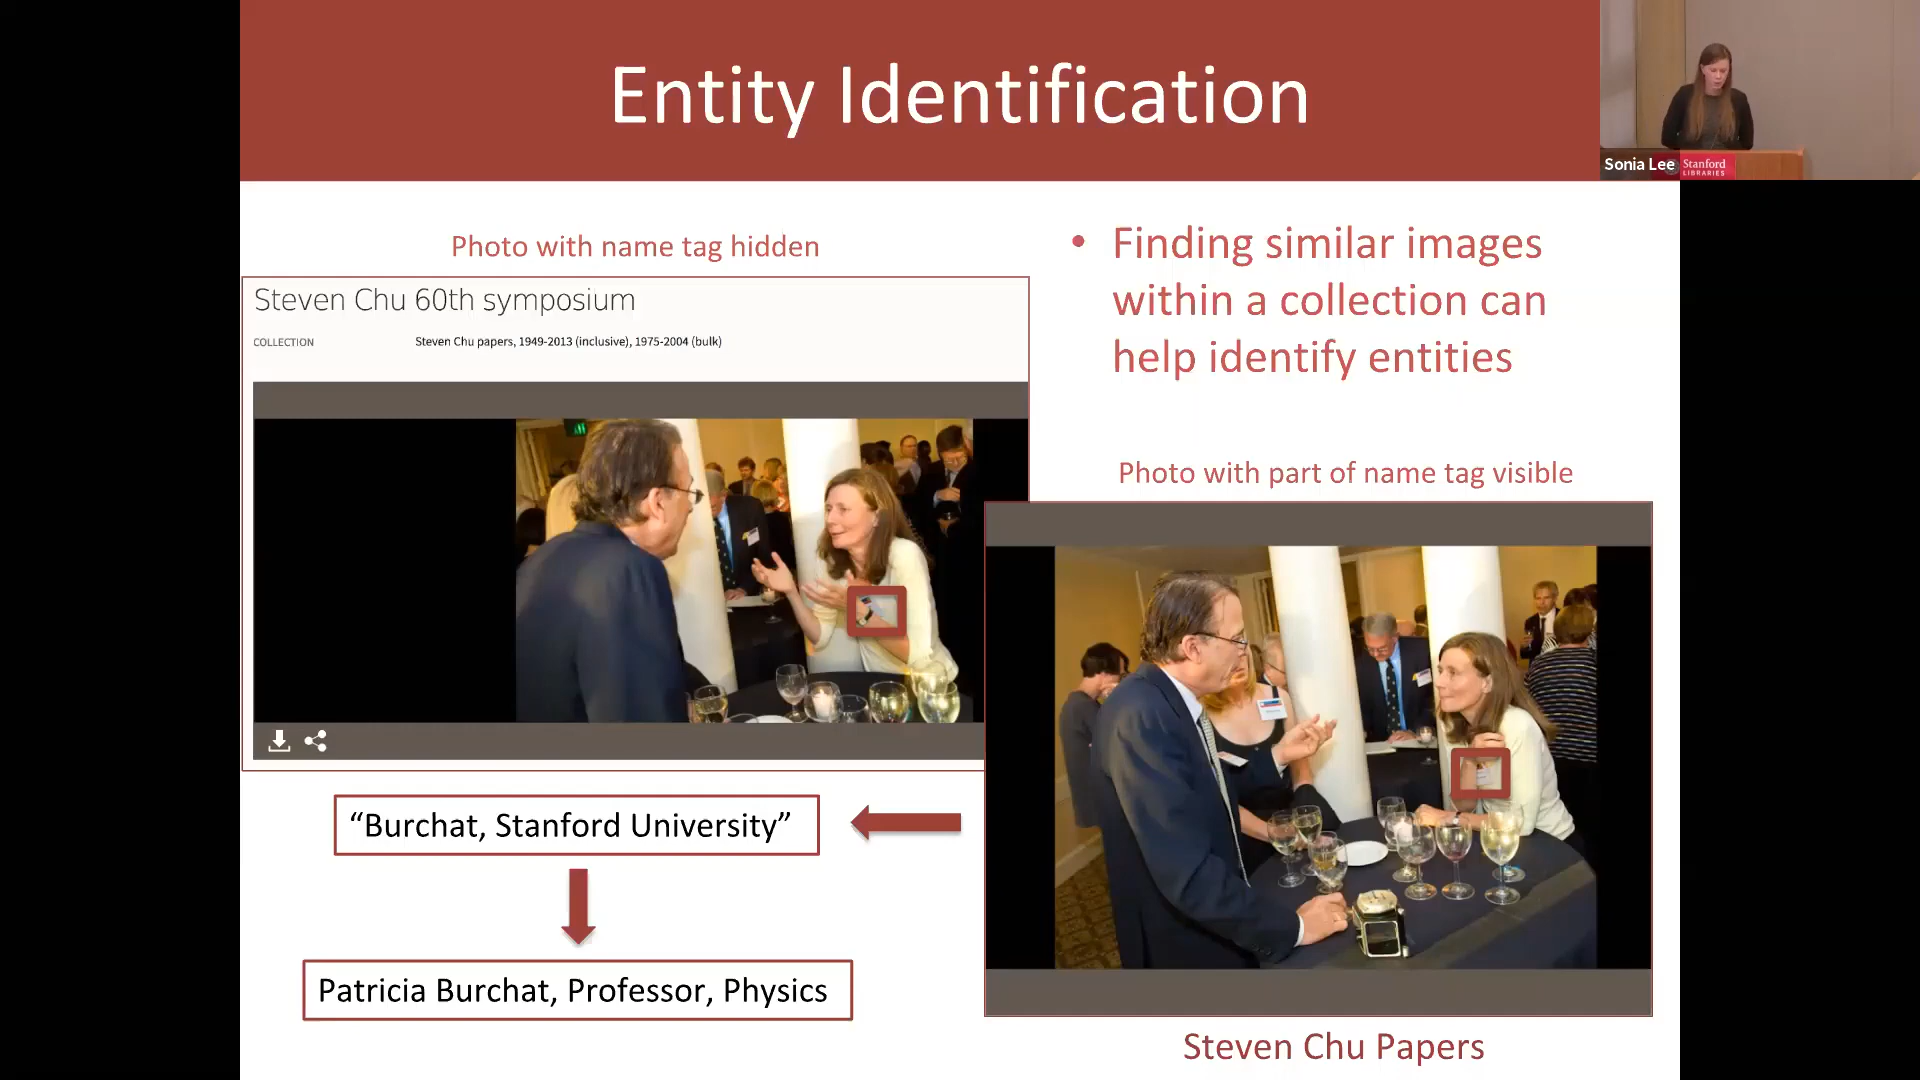 Entity Identification
Sonia Lee
Stanford
LIBRARIES
Photo with name tag hidden
Steven Chu 60th symposium
COLLECTION Steven Chu papers, 1949-2013 (inclusive), 1975-2004 (bulk)
• Finding similar images
within a collection can
help identify entities
Photo with part of name tag visible
“Burchat, Stanford University”
Patricia Burchat, Professor, Physics
Steven Chu Papers